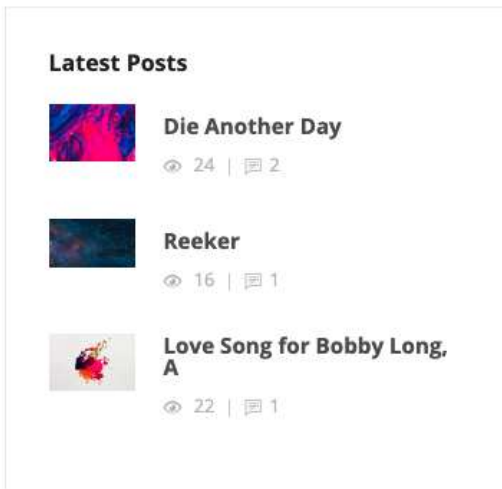 Latest Posts
Die Another Day
24 | 2
Reeker
16 | 1
Love Song for Bobby Long,
A
22 | 1